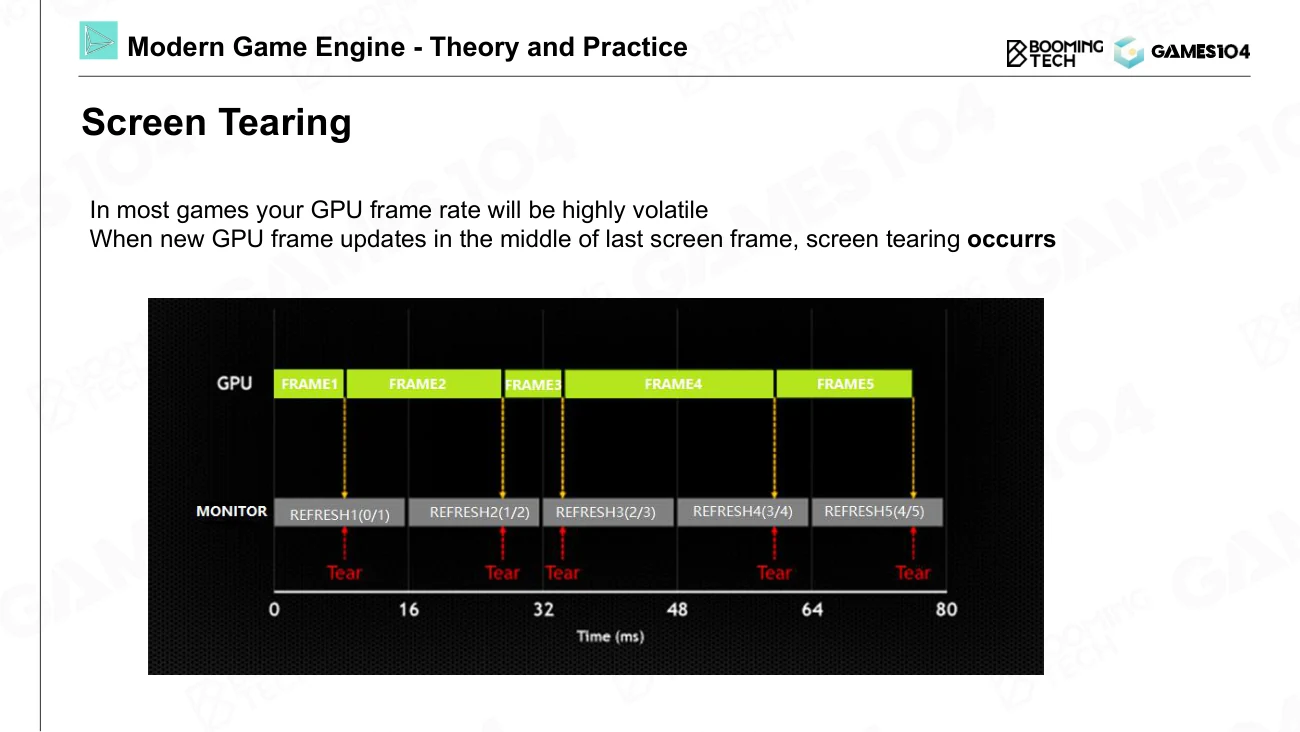 Modern Game Engine - Theory and Practice
BOOMING
TECH
GAMES104
Screen Tearing
In most games your GPU frame rate will be highly volatile
When new GPU frame updates in the middle of last screen frame, screen tearing occurrs
GPU
FRAME1
FRAME2
FRAME3
FRAME4
FRAME5
MONITOR
REFRESH1(0/1)
REFRESH2(1/2)
REFRESH3(2/3)
REFRESH4(3/4)
REFRESH5(4/5)
Tear
Tear
Tear
Tear
Tear
0
16
32
48
64
80
Time (ms)